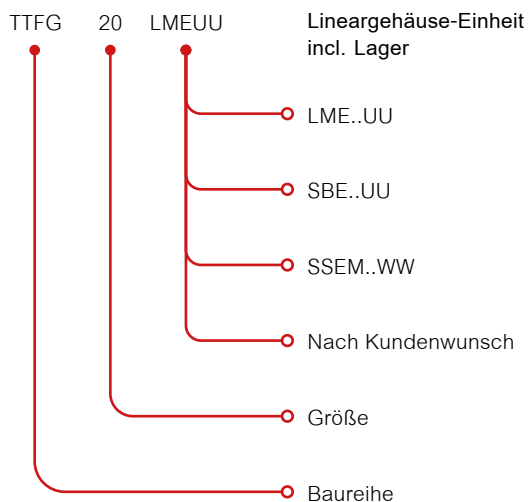 TTFG 20 LMEUU Lineargehäuse-Einheit
incl. Lager
LME..UU
SBE..UU
SSEM..WW
Nach Kundenwunsch
Größe
Baureihe